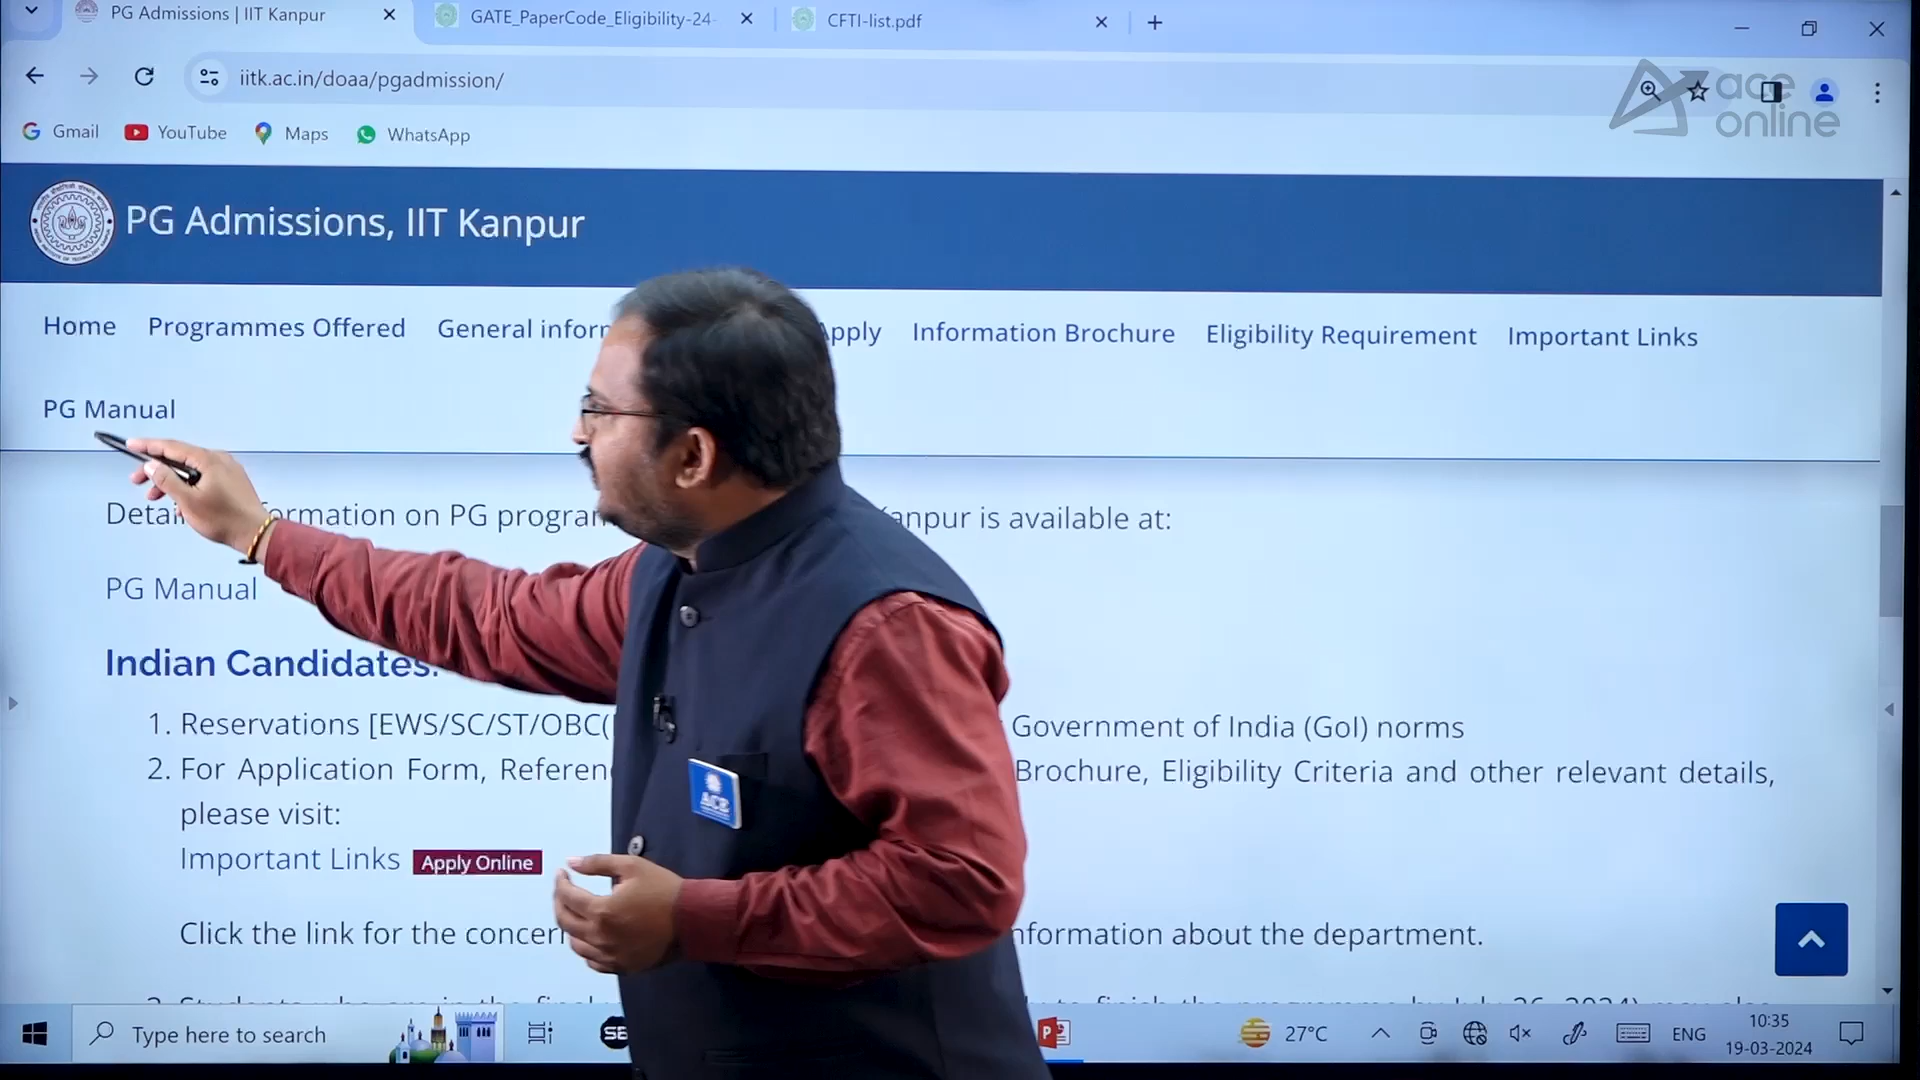 PG Admissions | IIT Kanpur
GATE_PaperCode_Eligibility-24-
CFTI-list.pdf
iitk.ac.in/doaa/pgadmission/
ace
online
Gmail
YouTube
Maps
WhatsApp
PG Admissions, IIT Kanpur
Home
Programmes Offered
General infor
Apply
Information Brochure
Eligibility Requirement
Important Links
PG Manual
Detai formation on PG progra anpur is available at:
PG Manual
Indian Candidates:
1. Reservations [EWS/SC/ST/OBC( Government of India (GoI) norms
2. For Application Form, Referen Brochure, Eligibility Criteria and other relevant details,
please visit:
Important Links Apply Online
ACE
Click the link for the concer nformation about the department.
Type here to search
27°C
ENG
10:35
19-03-2024